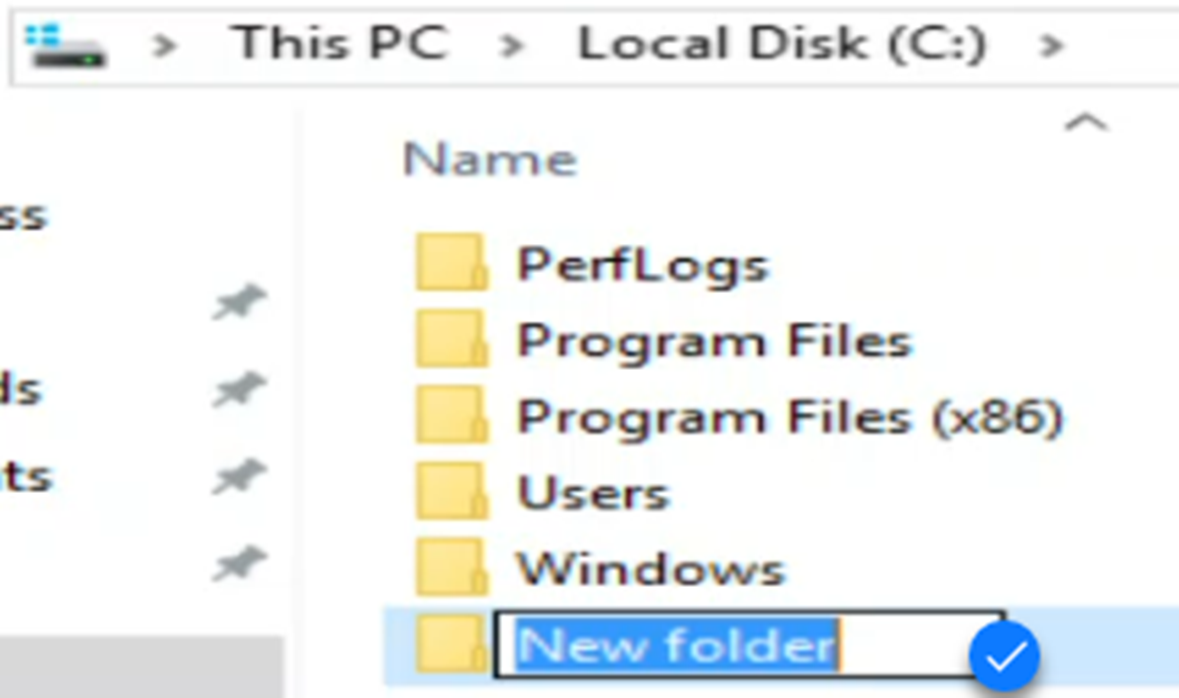 This PC > Local Disk (C:) >
Name
ss
PerfLogs
Program Files
ds
Program Files (x86)
ts
Users
Windows
New folder